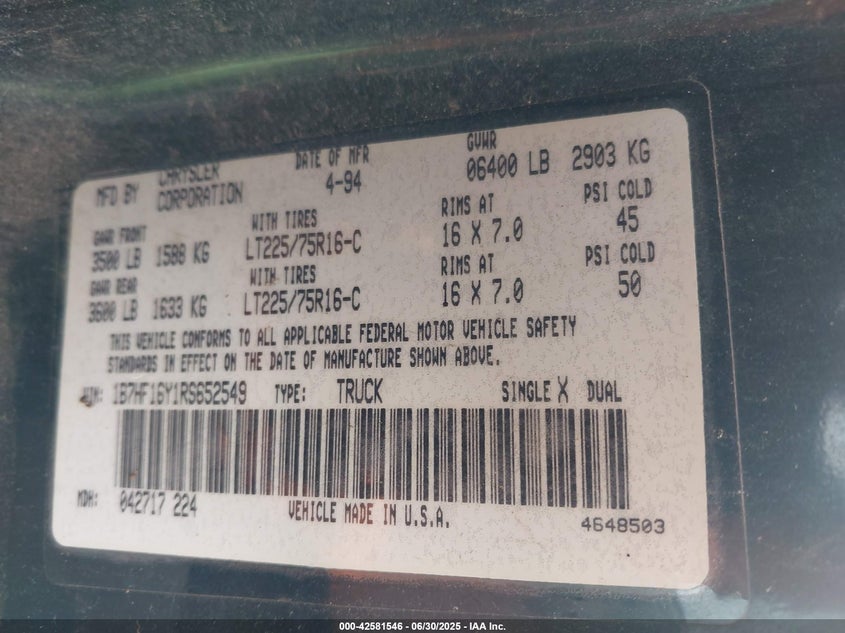 MFD BY CHRYSLER CORPORATION DATE OF MFR 4-94 GVWR 06400 LB 2903 KG
GAWR FRONT WITH TIRES RIMS AT PSI COLD
3500 LB 1588 KG LT225/75R16-C 16 X 7.0 45
GAWR REAR WITH TIRES RIMS AT PSI COLD
3600 LB 1633 KG LT225/75R16-C 16 X 7.0 50
THIS VEHICLE CONFORMS TO ALL APPLICABLE FEDERAL MOTOR VEHICLE SAFETY
STANDARDS IN EFFECT ON THE DATE OF MANUFACTURE SHOWN ABOVE.
VIN: 1B7HF16Y1RS652549 TYPE: TRUCK SINGLE X DUAL
MDH: 042717 224 VEHICLE MADE IN U.S.A. 4648503
000-42581546 - 06/30/2025 - IAA Inc.